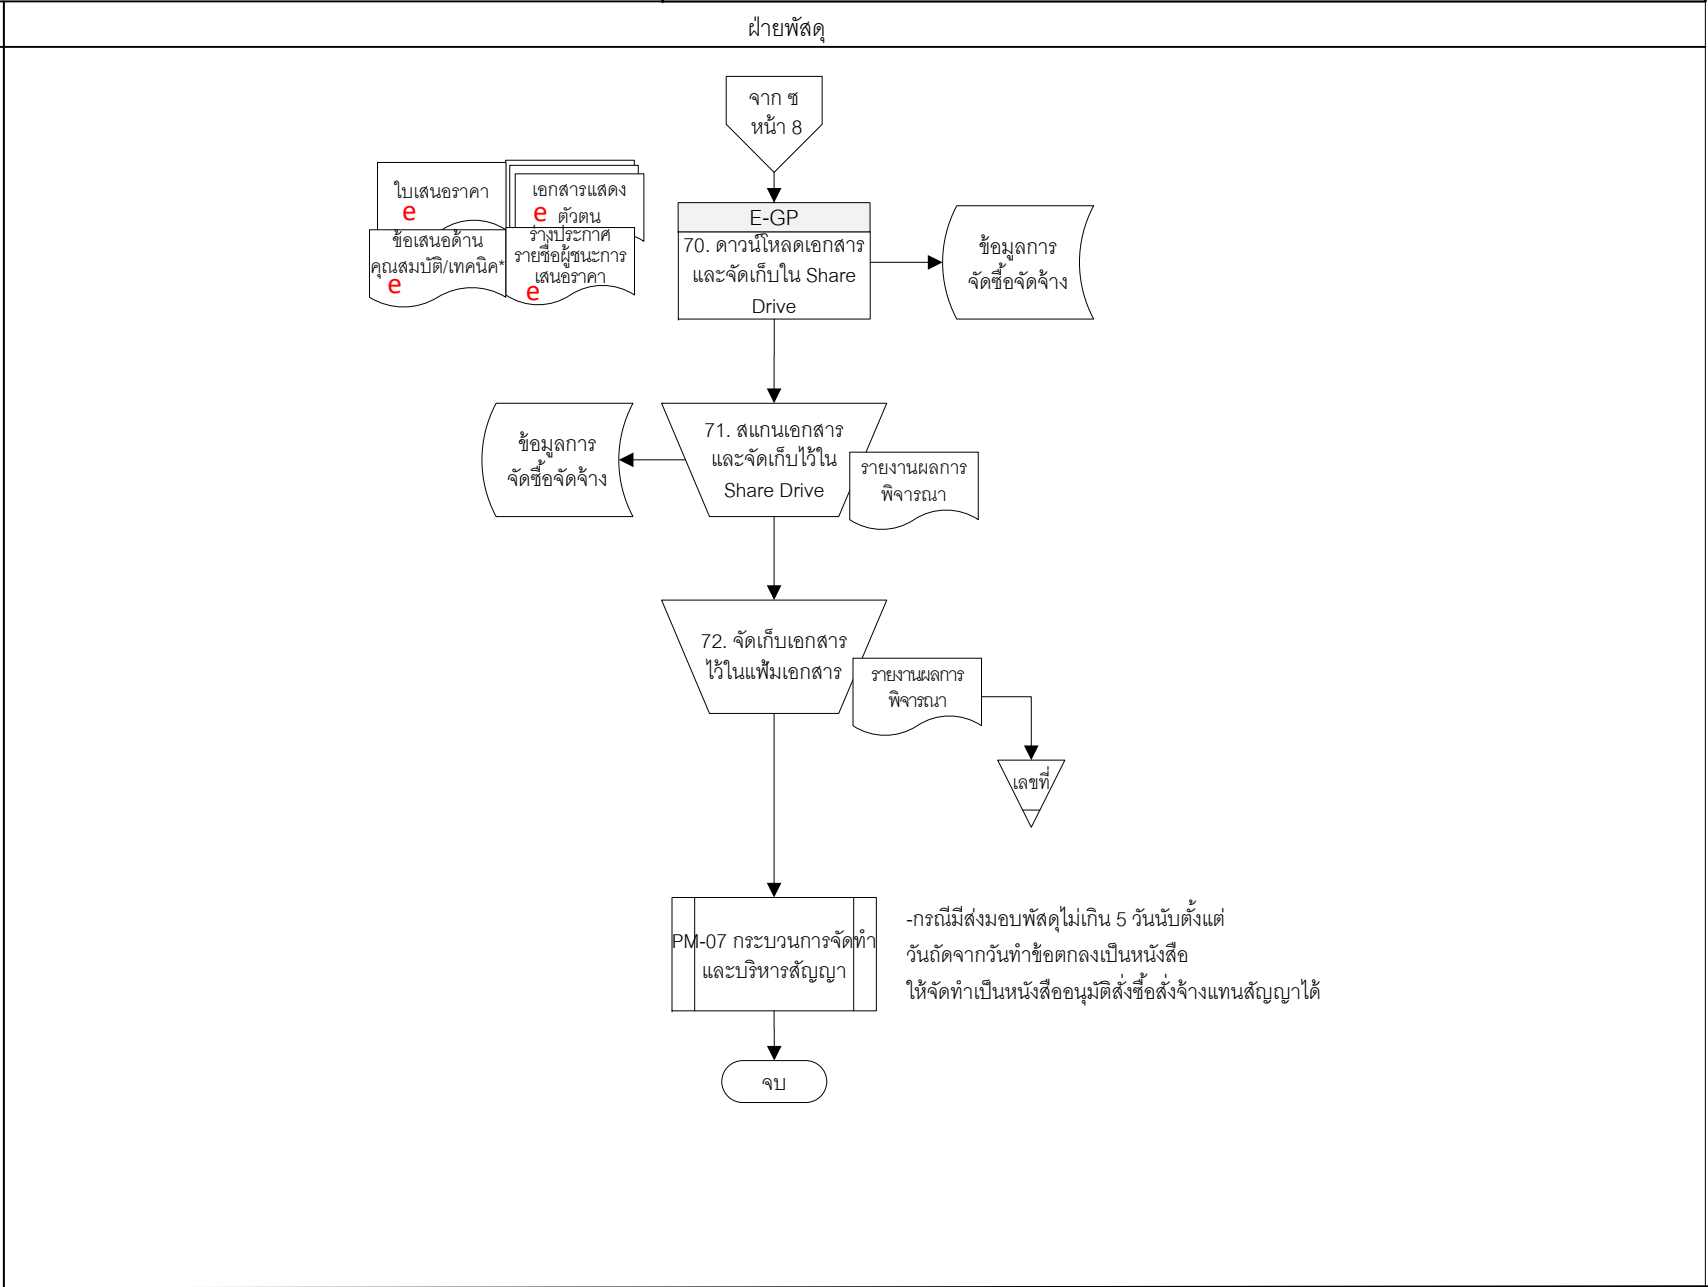 ฝ่ายพัสดุ
จาก ซ
หน้า 8
ใบเสนอราคา
e
เอกสารแสดง
e ตัวตน
ข้อเสนอด้าน
คุณสมบัติ/เทคนิค*
e
ร่างประกาศ
รายชื่อผู้ชนะการ
เสนอราคา
e
E-GP
70. ดาวน์โหลดเอกสาร
และจัดเก็บใน Share
Drive
ข้อมูลการ
จัดซื้อจัดจ้าง
ข้อมูลการ
จัดซื้อจัดจ้าง
71. สแกนเอกสาร
และจัดเก็บไว้ใน
Share Drive
รายงานผลการ
พิจารณา
72. จัดเก็บเอกสาร
ไว้ในแฟ้มเอกสาร
รายงานผลการ
พิจารณา
เลขที่
PM-07 กระบวนการจัดทำ
และบริหารสัญญา
-กรณีมีส่งมอบพัสดุไม่เกิน 5 วันนับตั้งแต่
วันถัดจากวันทำข้อตกลงเป็นหนังสือ
ให้จัดทำเป็นหนังสืออนุมัติสั่งซื้อสั่งจ้างแทนสัญญาได้
จบ